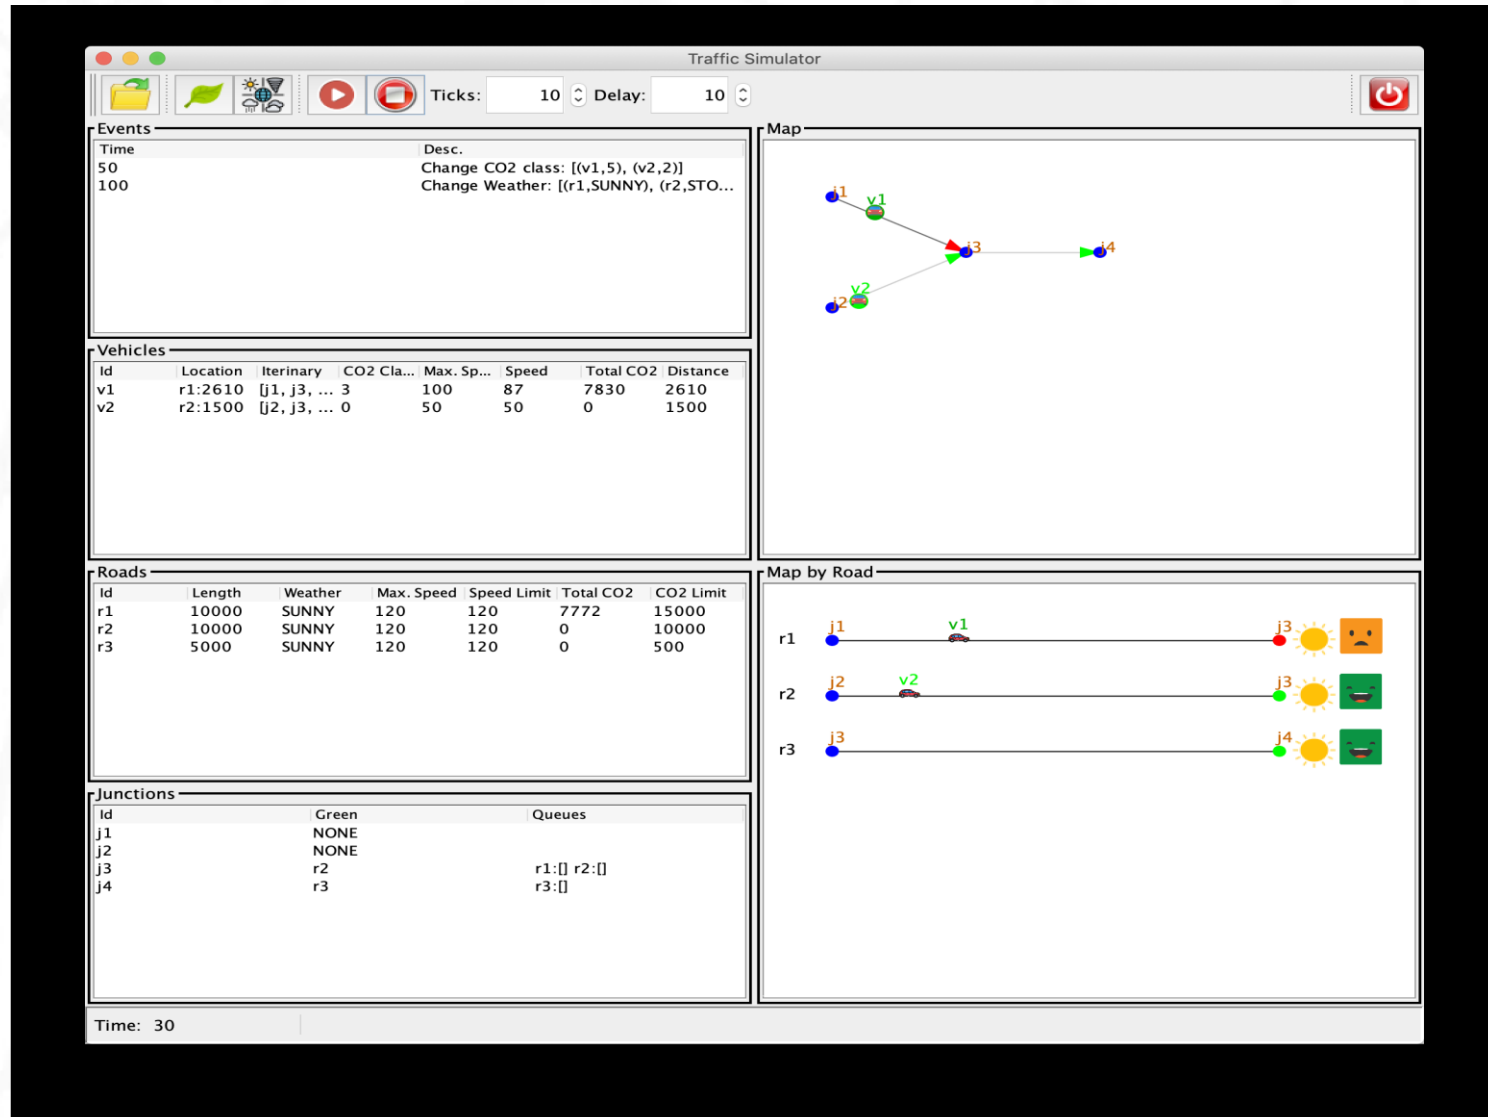 Traffic Simulator
Ticks: 10 Delay: 10
Events
Time Desc.
50 Change CO2 class: [(v1,5), (v2,2)]
100 Change Weather: [(r1,SUNNY), (r2,STO...
Vehicles
Id Location Iterinary CO2 Cla... Max. Sp... Speed Total CO2 Distance
v1 r1:2610 [j1, j3, ... 3 100 87 7830 2610
v2 r2:1500 [j2, j3, ... 0 50 50 0 1500
Roads
Id Length Weather Max. Speed Speed Limit Total CO2 CO2 Limit
r1 10000 SUNNY 120 120 7772 15000
r2 10000 SUNNY 120 120 0 10000
r3 5000 SUNNY 120 120 0 500
Junctions
Id Green Queues
j1 NONE
j2 NONE
j3 r2 r1:[] r2:[]
j4 r3 r3:[]
Map
j1 v1
j3 j4
v2
j2
Map by Road
r1 j1 v1 j3
r2 j2 v2 j3
r3 j3 j4
Time: 30